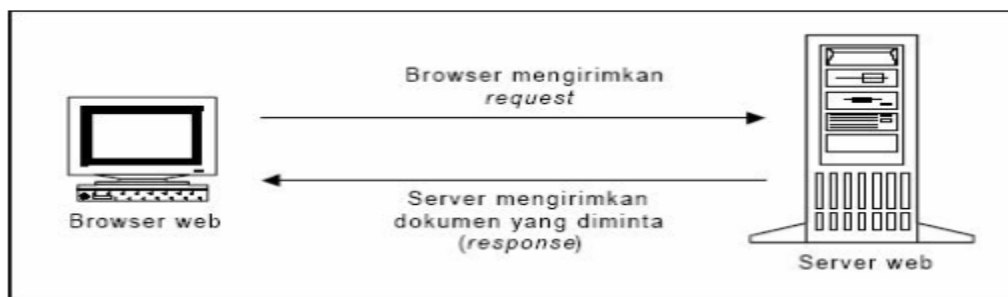 Browser mengirimkan
request
Browser web
Server mengirimkan
dokumen yang diminta
(response)
Server web